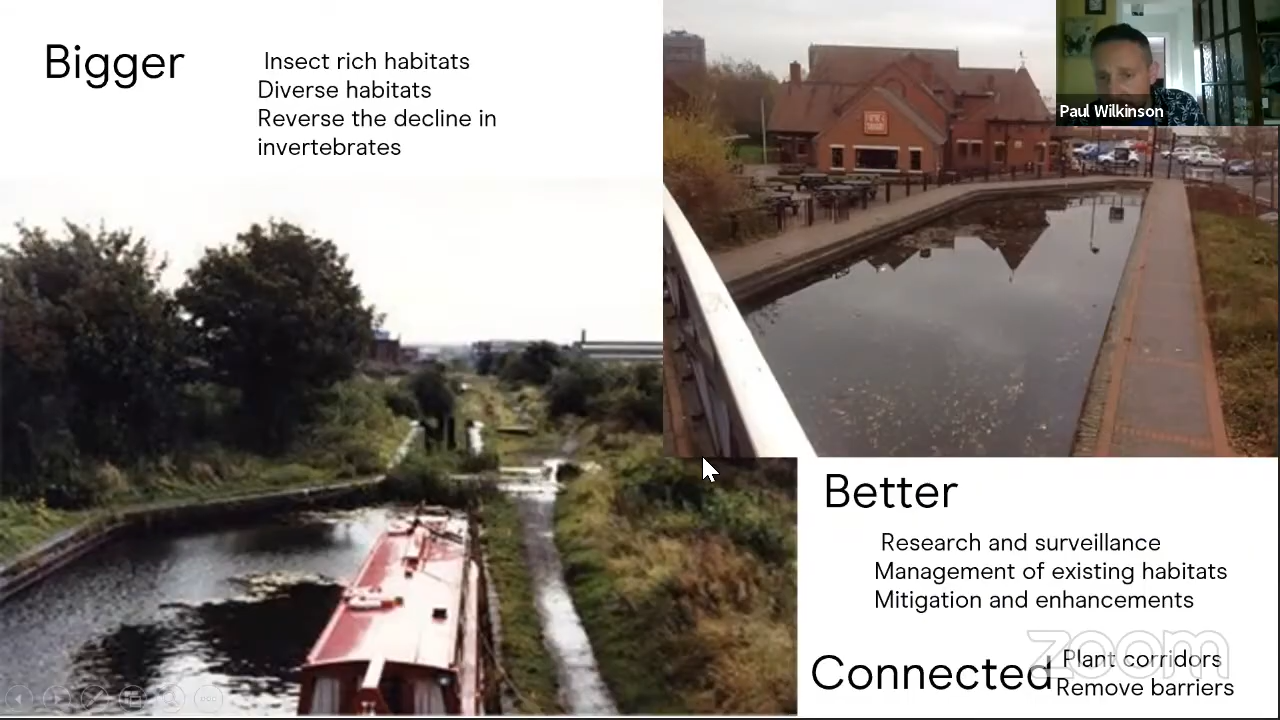 Bigger
Insect rich habitats
Diverse habitats
Reverse the decline in
invertebrates
Paul Wilkinson
Better
Research and surveillance
Management of existing habitats
Mitigation and enhancements
zoom
Connected
Plant corridors
Remove barriers